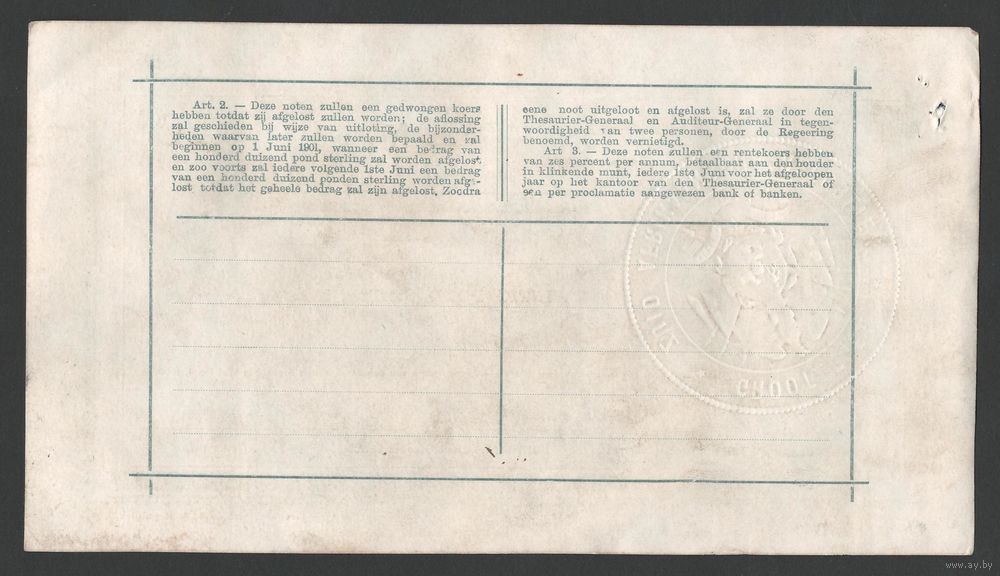 Art. 2. — Deze noten zullen een gedwongen koers
hebben totdat zij afgelost zullen worden; de aflossing
zal geschieden bij wijze van uitloting, de bijzonder-
heden waarvan later zullen worden bepaald en zal
beginnen op 1 Juni 1901, wanneer een bedrag van
een honderd duizend pond sterling zal worden afgelost
en zoo voorts zal iedere volgende 1ste Juni een bedrag
van een honderd duizend ponden sterling worden afge-
lost totdat het geheele bedrag zal zijn afgelost. Zoodra
eene noot uitgeloot en afgelost is, zal ze door den
Thesaurier-Generaal en Auditeur-Generaal in tegen-
woordigheid van twee personen, door de Regeering
benoemd, worden vernietigd.
Art 3. — Deze noten zullen een rentekoers hebben
van zes percent per annum, betaalbaar aan den houder
in klinkende munt, iedere 1ste Juni voor het afgeloopen
jaar op het kantoor van den Thesaurier-Generaal of
een per proclamatie aangewezen bank of banken.
ZUID AFRI
GROOT
www.ay.by